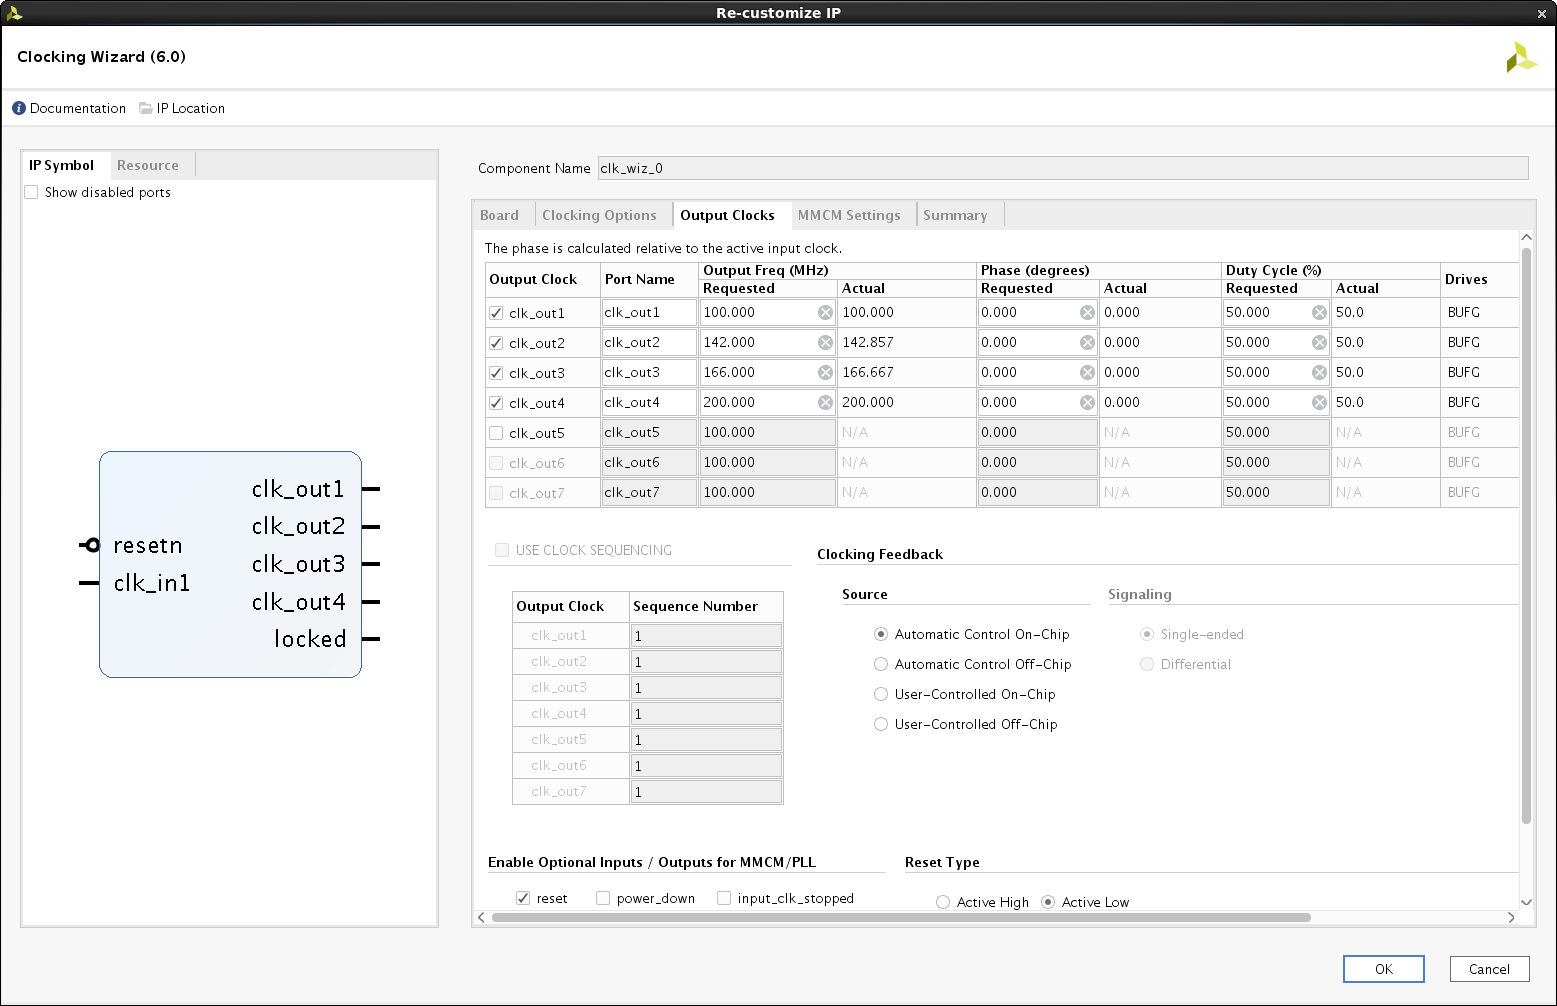 Re-customize IP
Clocking Wizard (6.0)
Documentation IP Location
IP Symbol Resource
Show disabled ports
resetn
clk_in1
clk_out1
clk_out2
clk_out3
clk_out4
locked
Component Name clk_wiz_0
Board Clocking Options Output Clocks MMCM Settings Summary
The phase is calculated relative to the active input clock.
Output Clock Port Name Output Freq (MHz) Phase (degrees) Duty Cycle (%) Drives
Requested Actual Requested Actual Requested Actual
clk_out1 clk_out1 100.000 100.000 0.000 0.000 50.000 50.0 BUFG
clk_out2 clk_out2 142.000 142.857 0.000 0.000 50.000 50.0 BUFG
clk_out3 clk_out3 166.000 166.667 0.000 0.000 50.000 50.0 BUFG
clk_out4 clk_out4 200.000 200.000 0.000 0.000 50.000 50.0 BUFG
clk_out5 clk_out5 100.000 N/A 0.000 N/A 50.000 N/A BUFG
clk_out6 clk_out6 100.000 N/A 0.000 N/A 50.000 N/A BUFG
clk_out7 clk_out7 100.000 N/A 0.000 N/A 50.000 N/A BUFG
USE CLOCK SEQUENCING
Output Clock Sequence Number
clk_out1 1
clk_out2 1
clk_out3 1
clk_out4 1
clk_out5 1
clk_out6 1
clk_out7 1
Clocking Feedback
Source Signaling
Automatic Control On-Chip Single-ended
Automatic Control Off-Chip Differential
User-Controlled On-Chip
User-Controlled Off-Chip
Enable Optional Inputs / Outputs for MMCM/PLL
reset power_down input_clk_stopped
Reset Type
Active High Active Low
OK Cancel